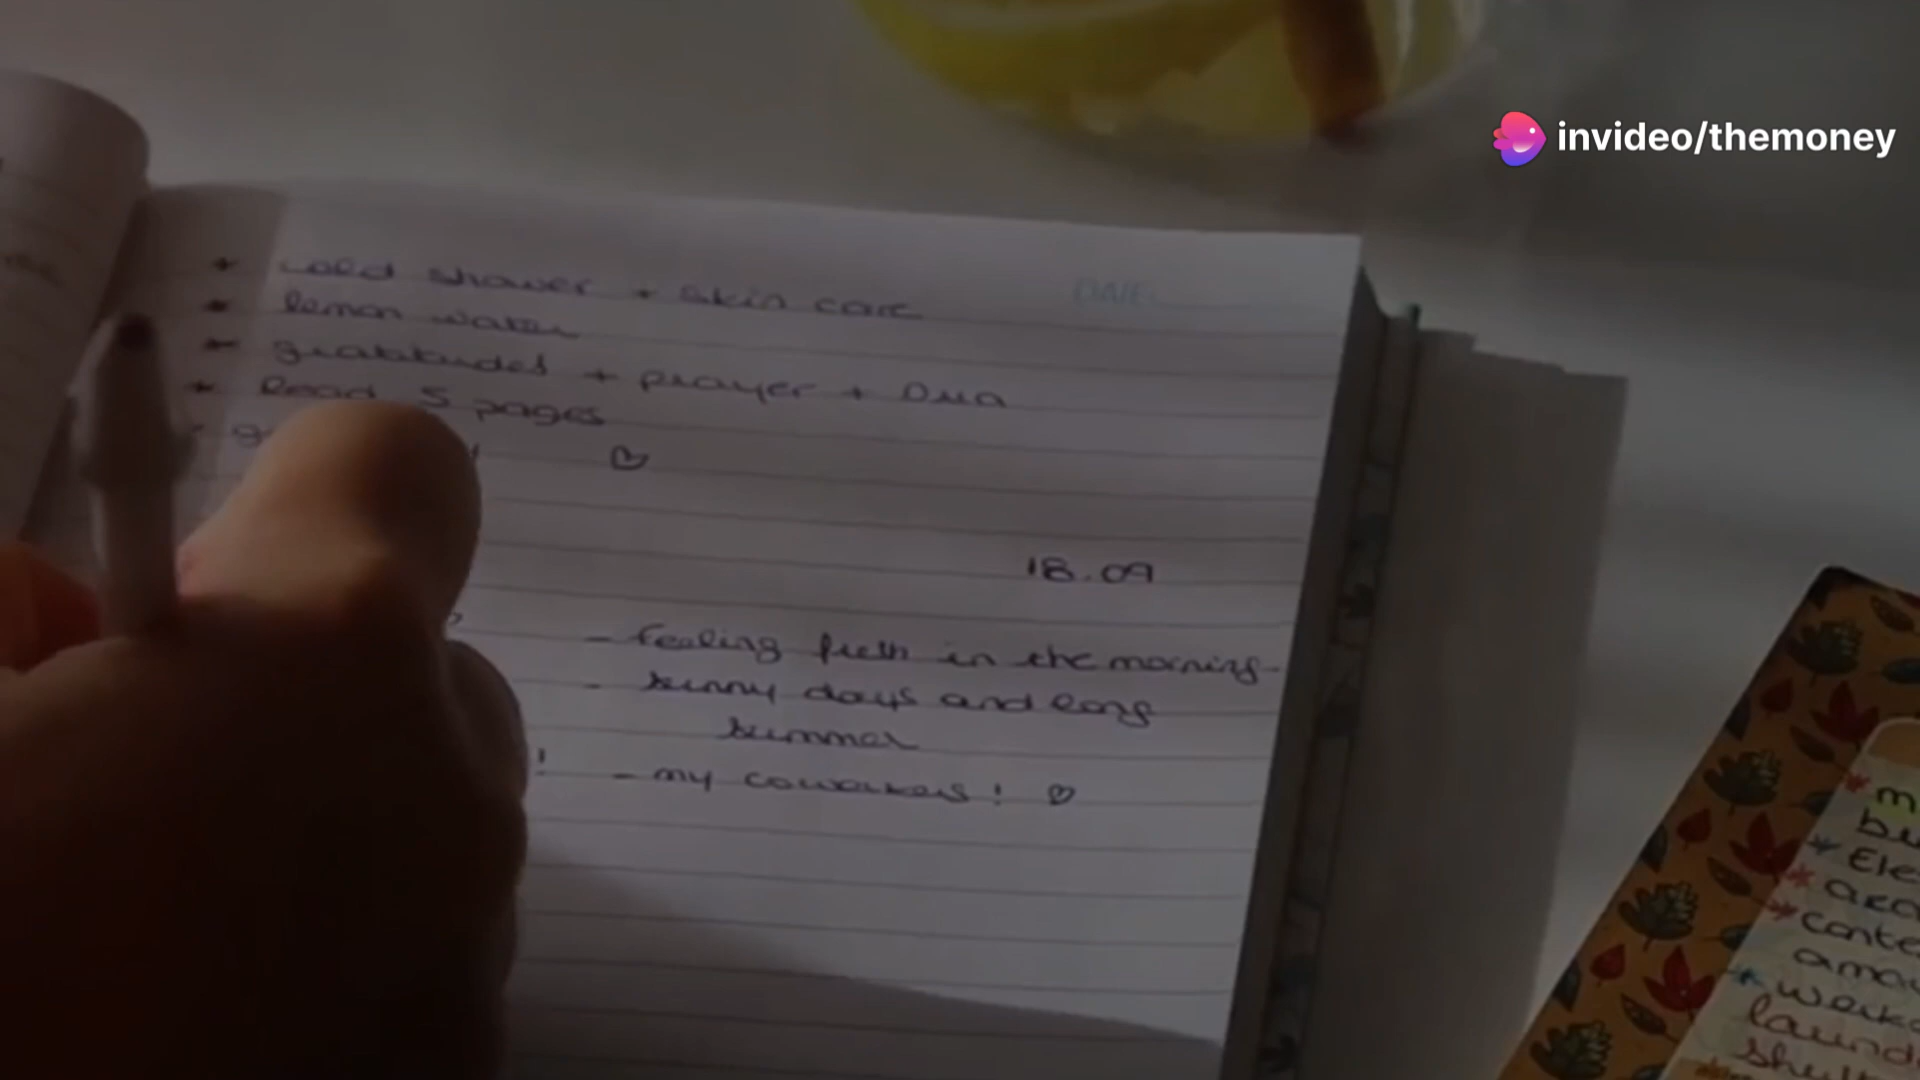 invideo/themoney
DATE:
* cold shower + skin care
* lemon water
* gratitudes + prayer + Dua
* Read 5 pages
18.09
- feeling fresh in the morning
- sunny days and long
summer
- my coworkers! ♡